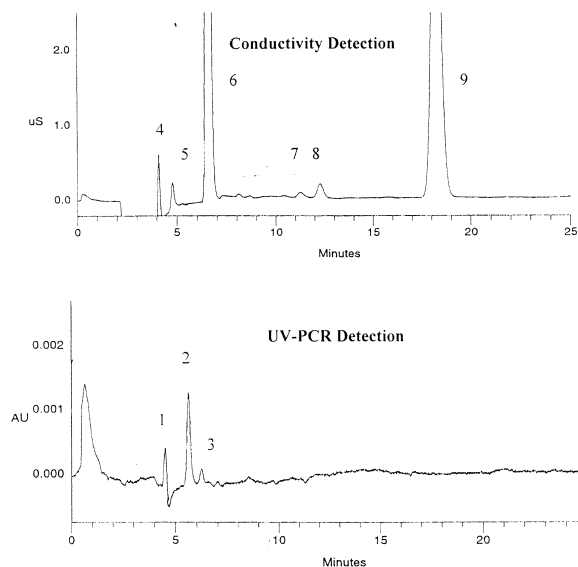 2.0
Conductivity Detection
6
9
uS
1.0
4
5
7 8
0.0
0 5 10 15 20 25
Minutes
0.002
UV-PCR Detection
2
0.001
AU
1
3
0.000
0 5 10 15 20
Minutes